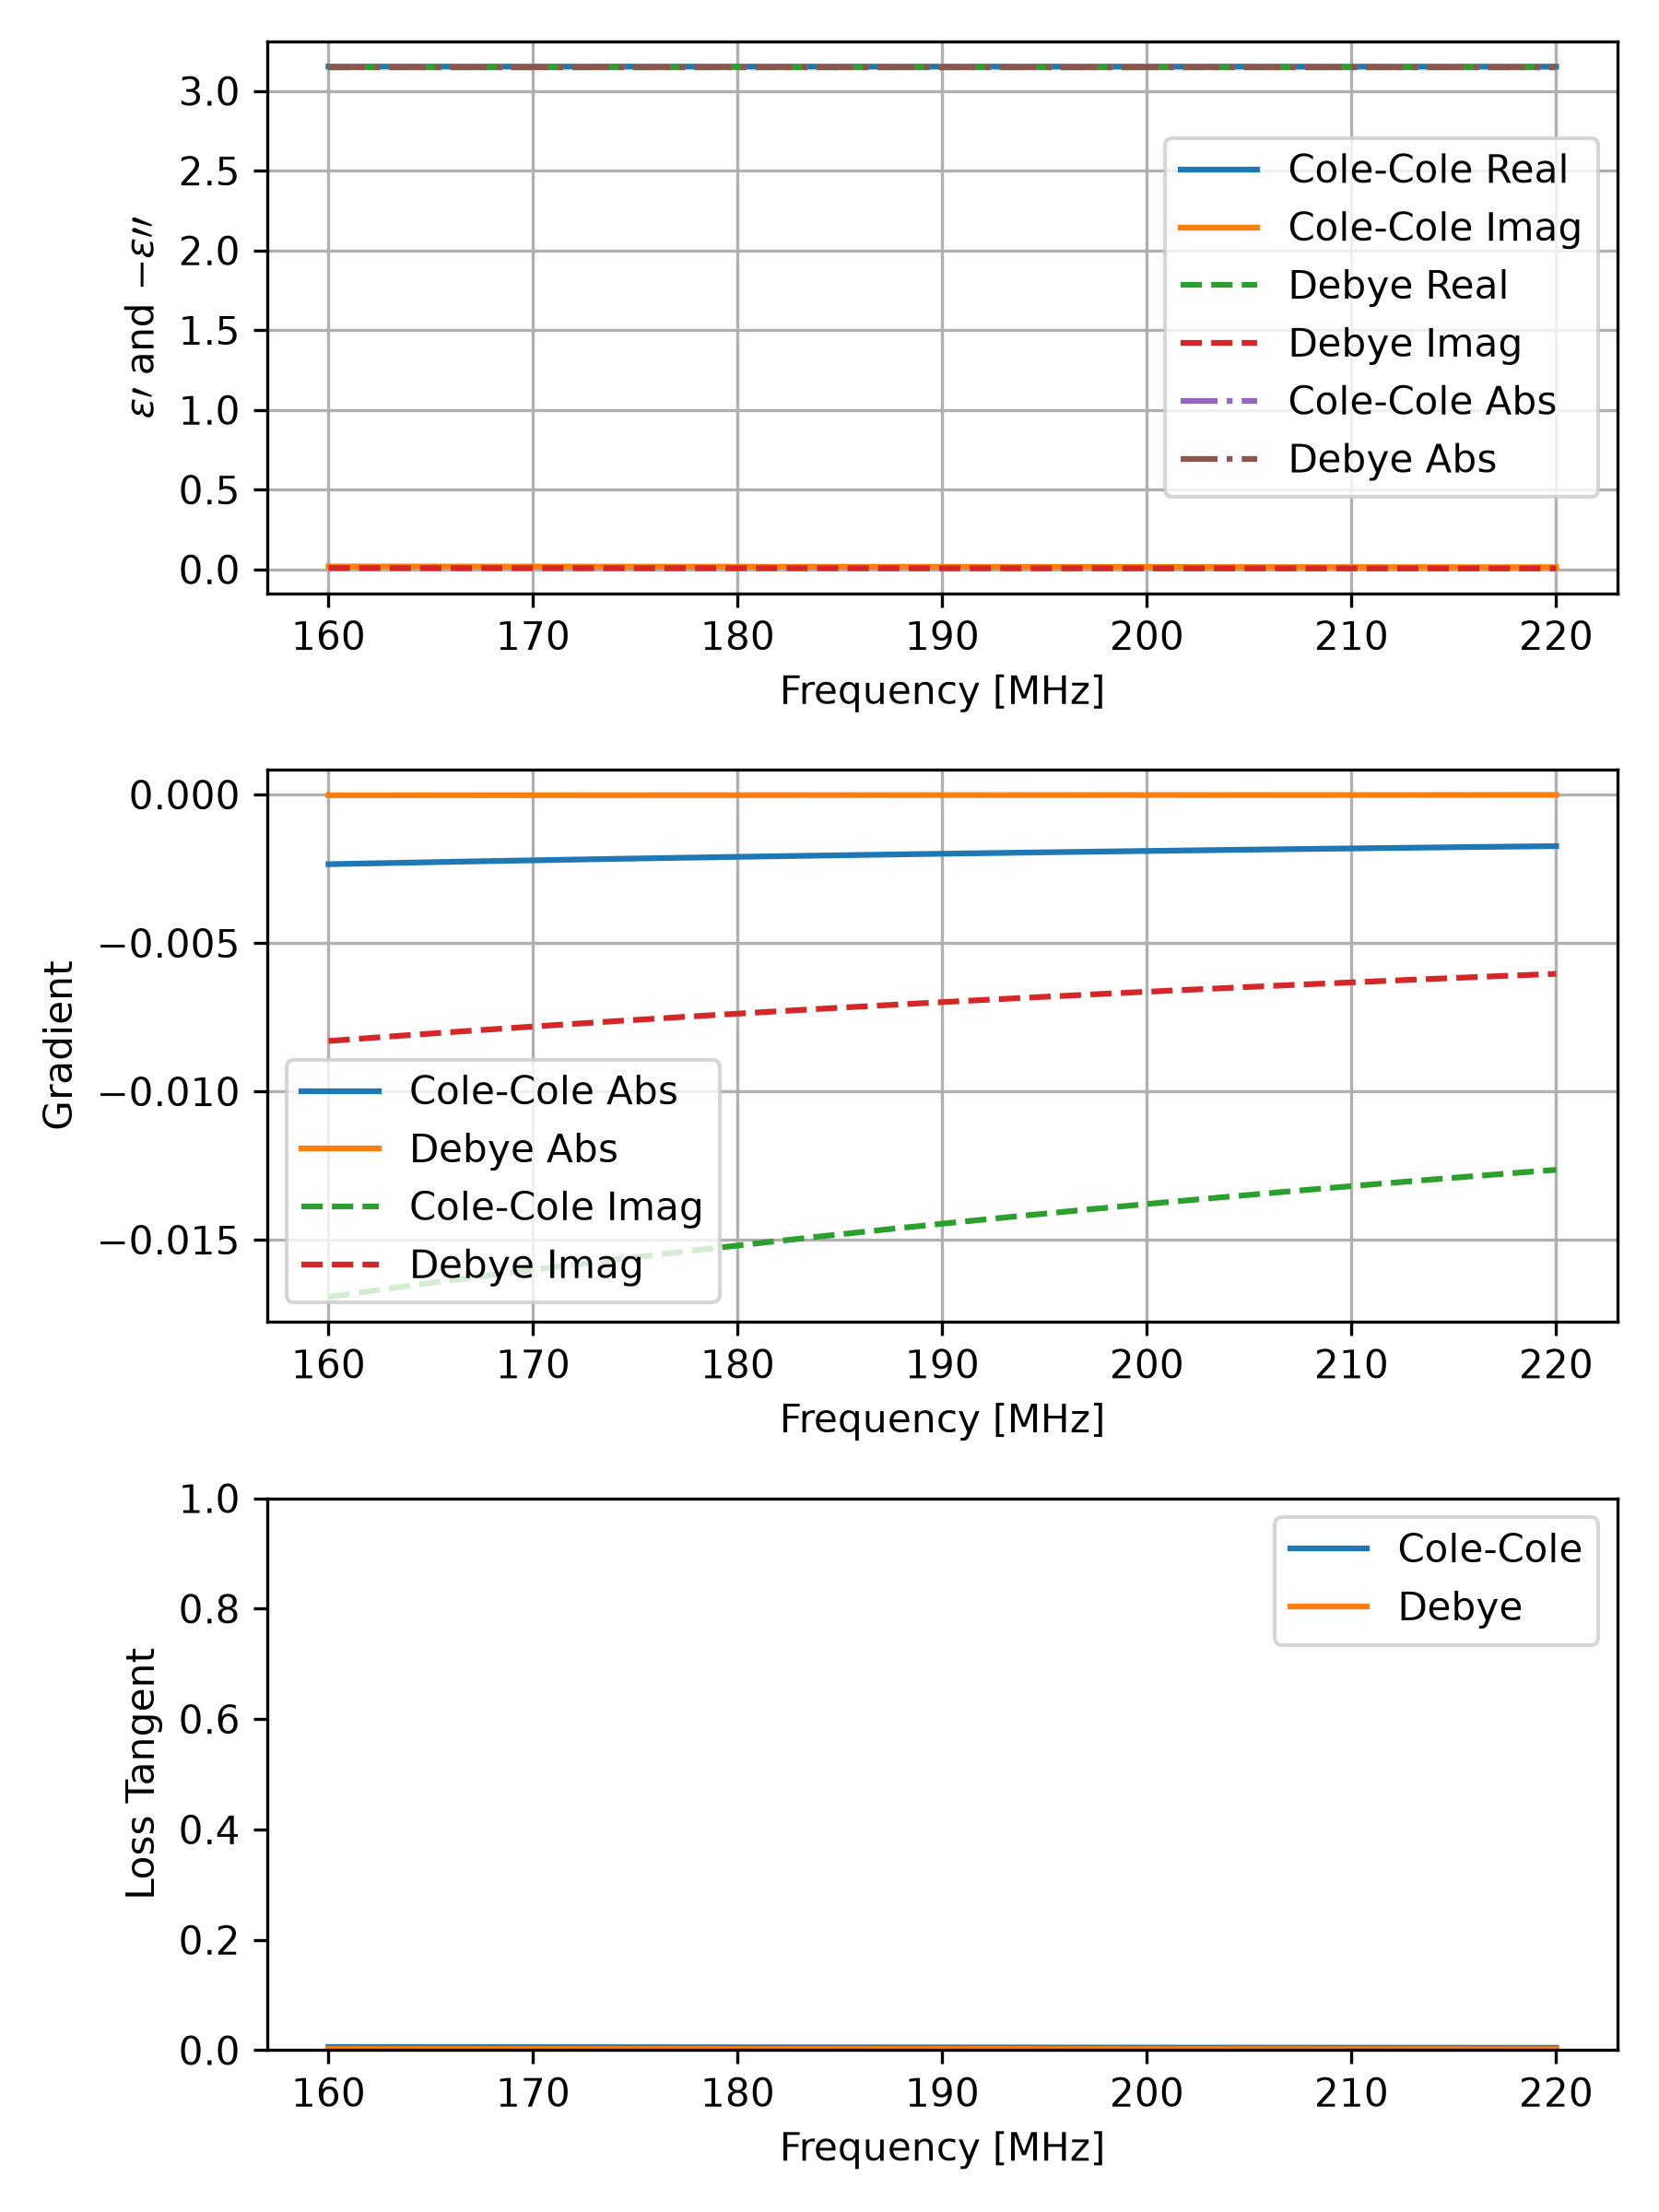 3.0
2.5
2.0
1.5
1.0
0.5
0.0
ε′ and −ε′′
Cole-Cole Real
Cole-Cole Imag
Debye Real
Debye Imag
Cole-Cole Abs
Debye Abs
160 170 180 190 200 210 220
Frequency [MHz]
0.000
−0.005
−0.010
−0.015
Gradient
Cole-Cole Abs
Debye Abs
Cole-Cole Imag
Debye Imag
160 170 180 190 200 210 220
Frequency [MHz]
1.0
0.8
0.6
0.4
0.2
0.0
Loss Tangent
Cole-Cole
Debye
160 170 180 190 200 210 220
Frequency [MHz]